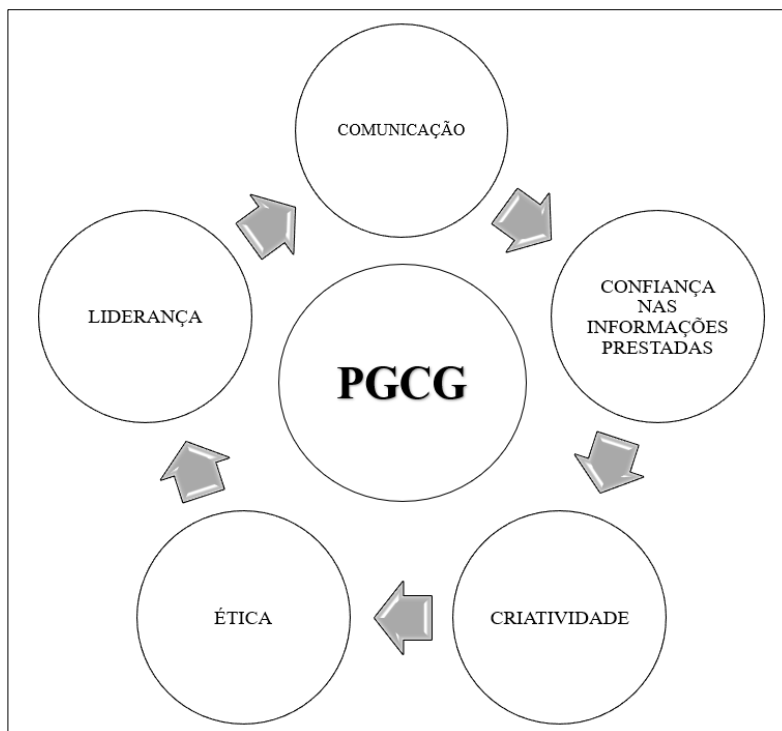 COMUNICAÇÃO
CONFIANÇA
NAS
INFORMAÇÕES
PRESTADAS
CRIATIVIDADE
ÉTICA
LIDERANÇA
PGCG